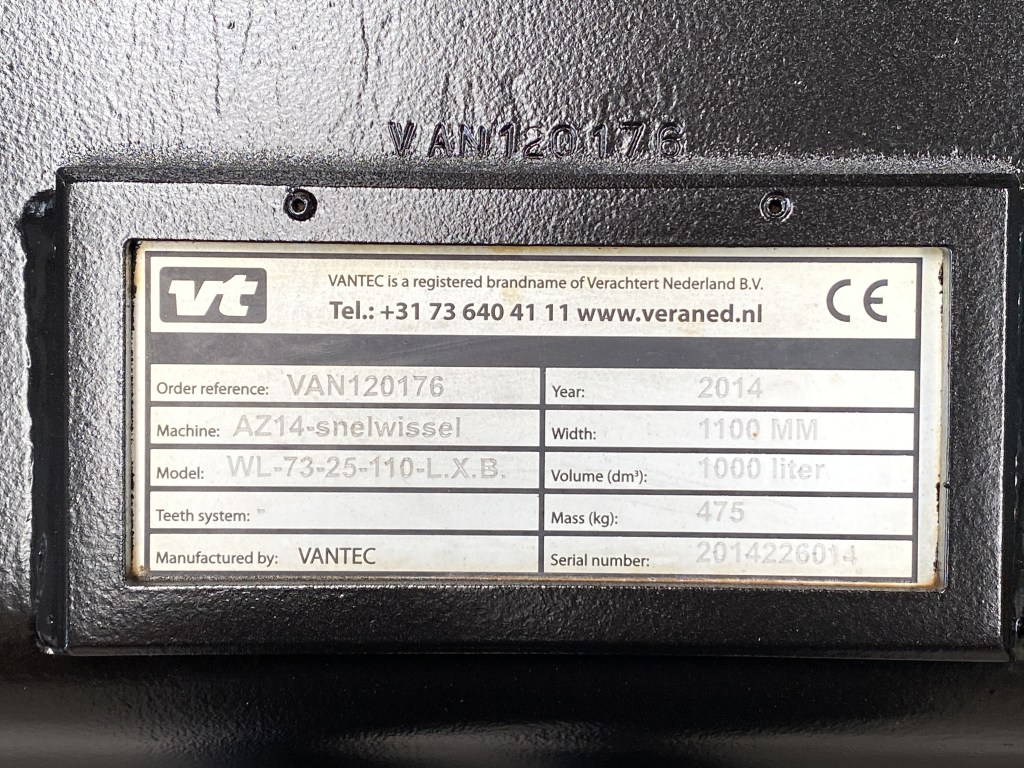 VAN120176
vt
VANTEC is a registered brandname of Verachtert Nederland B.V.
Tel.: +31 73 640 41 11 www.veraned.nl
CE
Order reference: VAN120176
Year: 2014
Machine: AZ14-snelwissel
Width: 1100 MM
Model: WL-73-25-110-L.X.B.
Volume (dm³): 1000 liter
Teeth system: -
Mass (kg): 475
Manufactured by: VANTEC
Serial number: 2014226014